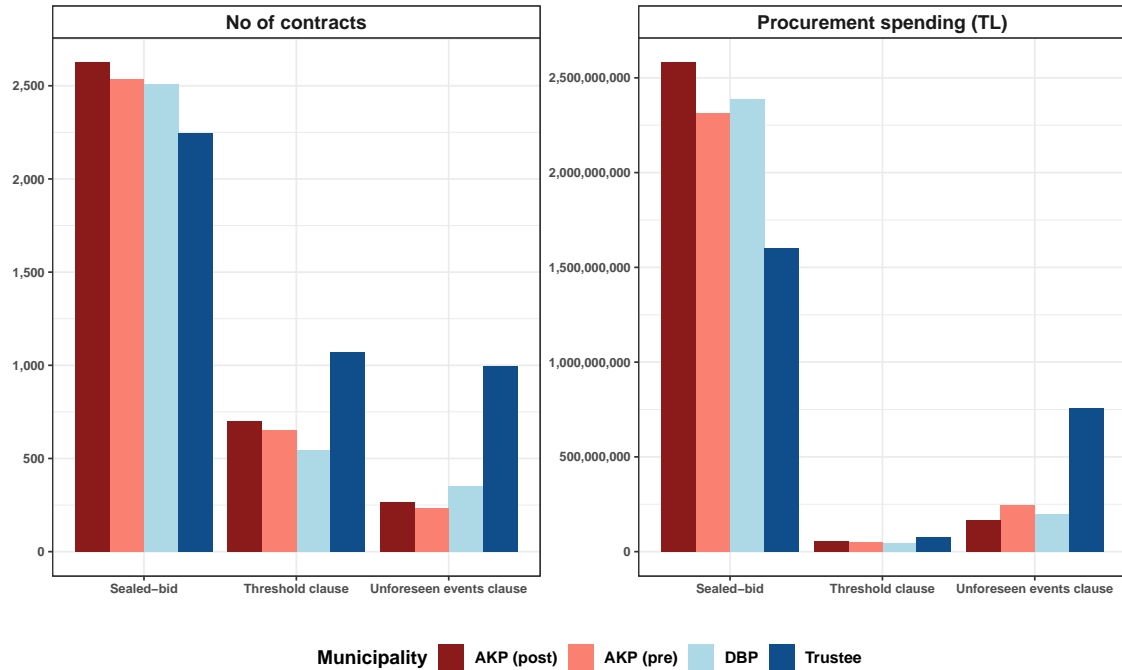 No of contracts
Procurement spending (TL)
2,500
2,000
1,500
1,000
500
0
2,500,000,000
2,000,000,000
1,500,000,000
1,000,000,000
500,000,000
0
Sealed−bid Threshold clause Unforeseen events clause
Sealed−bid Threshold clause Unforeseen events clause
Municipality AKP (post) AKP (pre) DBP Trustee